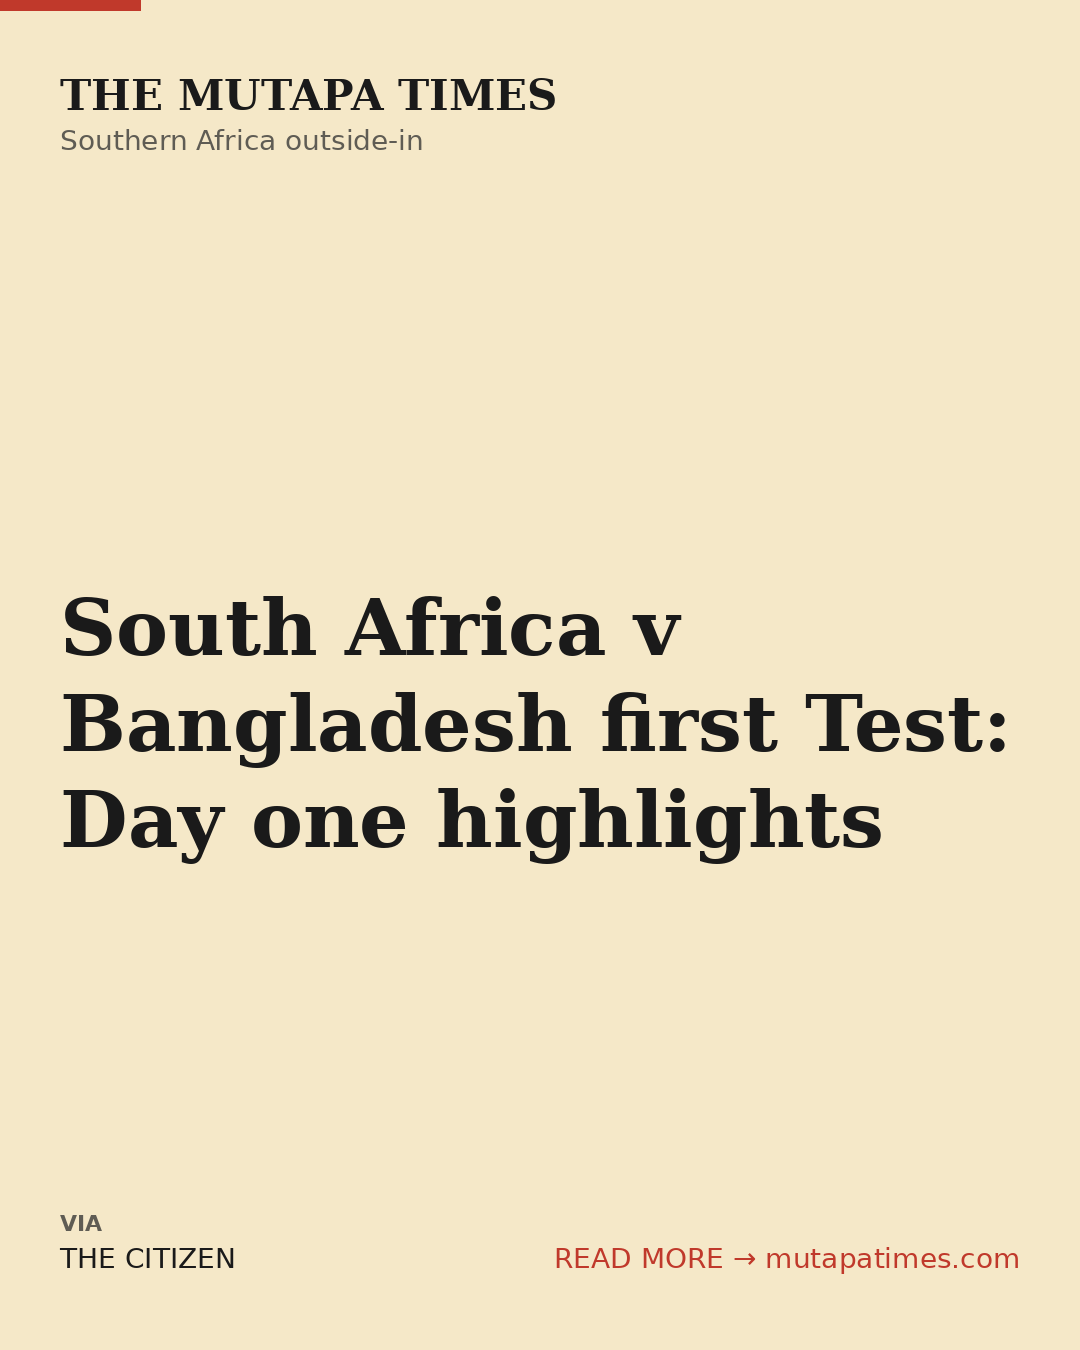 THE MUTAPA TIMES
Southern Africa outside-in
South Africa v
Bangladesh first Test:
Day one highlights
VIA
THE CITIZEN
READ MORE → mutapatimes.com